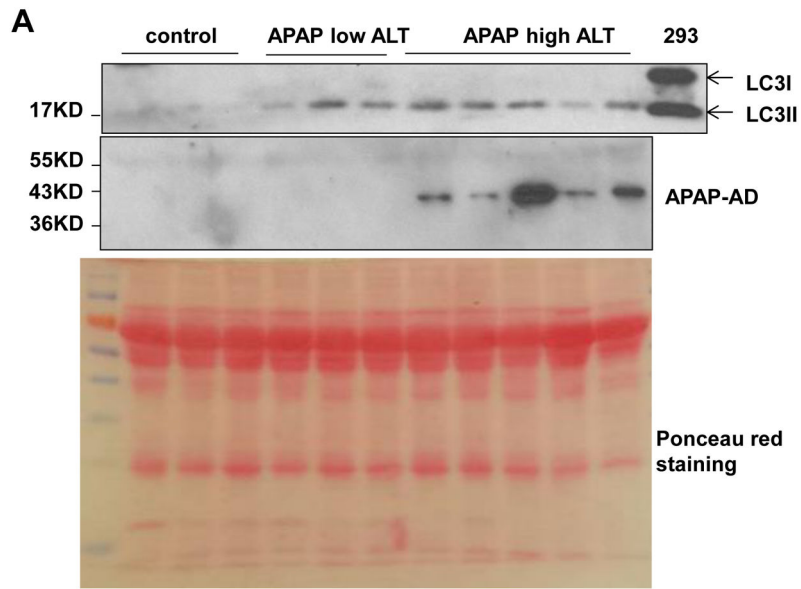 A
control APAP low ALT APAP high ALT 293
LC3I
17KD LC3II
55KD
43KD APAP-AD
36KD
Ponceau red
staining